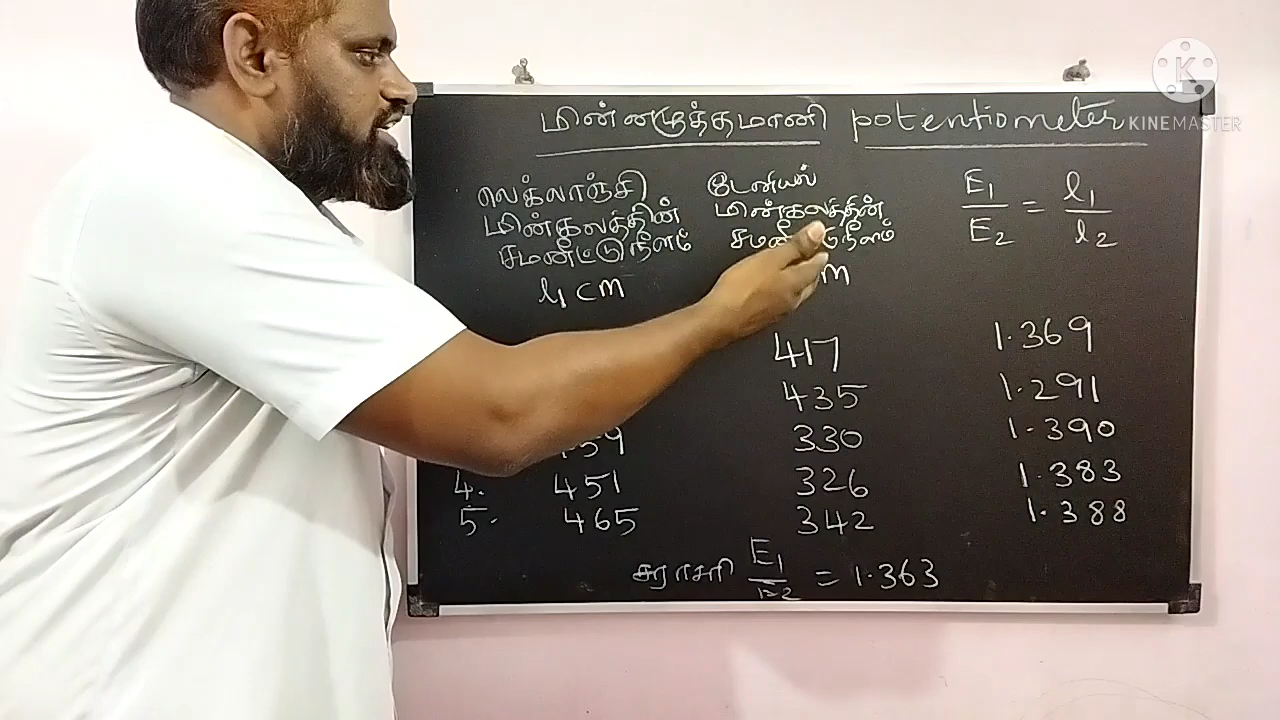 மின்னழுத்தமானி potentiometer
K KINEMASTER
லெக்லாஞ்சி
மின்கலத்தின்
சமனீட்டுநீளம்
l1 cm
டேனியல்
மின்கலத்தின்
m
E1/E2 = l1/l2
417 1.369
435 1.291
330 1.390
4. 451 326 1.383
5. 465 342 1.388
சராசரி E1/E2 = 1.363